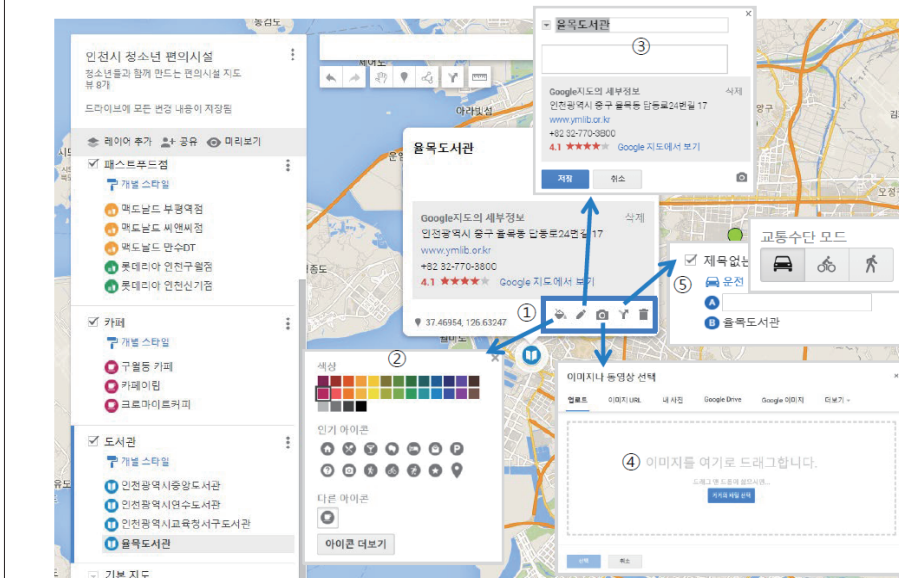 동검도
인천시 청소년 편의시설
청소년들과 함께 만드는 편의시설 지도
뷰 8개
드라이브에 모든 변경 내용이 저장됨
레이어 추가 공유 미리보기
패스트푸드점
개별 스타일
맥도날드 부평역점
맥도날드 씨앤씨점
맥도날드 만수DT
롯데리아 인천구월점
롯데리아 인천신기점
카페
개별 스타일
구월동 카페
카페이림
크로마이트커피
도서관
개별 스타일
인천광역시중앙도서관
인천광역시연수도서관
인천광역시교육청서구도서관
율목도서관
기본 지도
아라빛섬
율목도서관
Google지도의 세부정보 삭제
인천광역시 중구 율목동 답동로24번길 17
www.ymlib.or.kr
+82 32-770-3800
4.1 ★★★★★ Google 지도에서 보기
37.46954, 126.63247
①
②
색상
인기 아이콘
다른 아이콘
아이콘 더보기
율목도서관
③
Google지도의 세부정보 삭제
인천광역시 중구 율목동 답동로24번길 17
www.ymlib.or.kr
+82 32-770-3800
4.1 ★★★★★ Google 지도에서 보기
저장 취소
교통수단 모드
제목없는
⑤ 운전
A
B 율목도서관
이미지나 동영상 선택
업로드 이미지 URL 내 사진 Google Drive Google 이미지 더보기
④ 이미지를 여기로 드래그합니다.
선택 취소